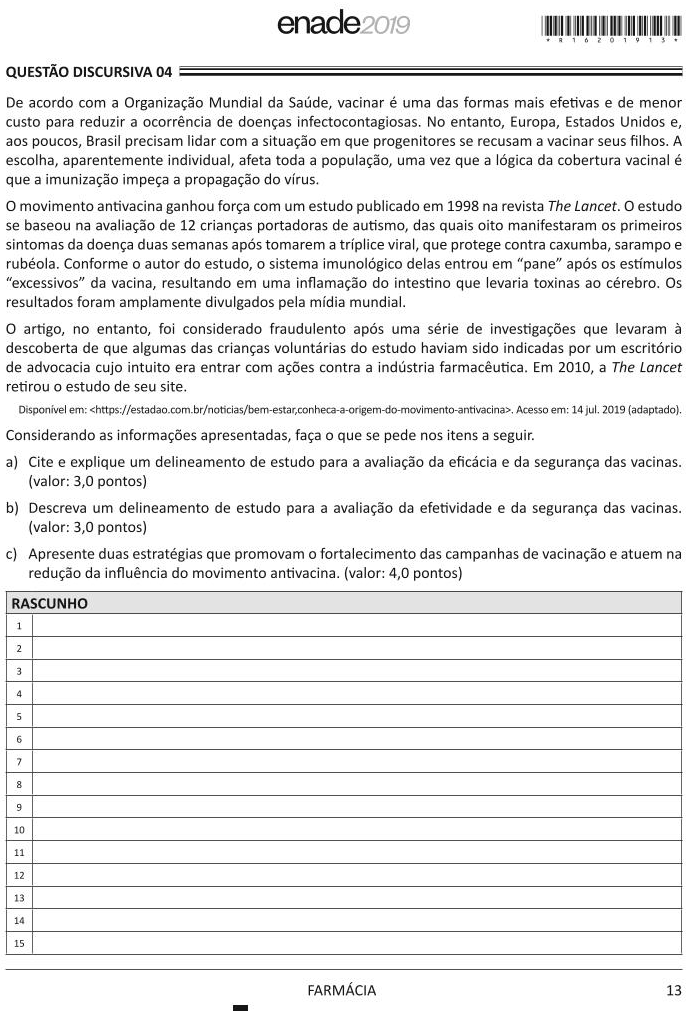 enade2019
* R 1 6 2 0 1 9 1 3 *
QUESTÃO DISCURSIVA 04
De acordo com a Organização Mundial da Saúde, vacinar é uma das formas mais efetivas e de menor
custo para reduzir a ocorrência de doenças infectocontagiosas. No entanto, Europa, Estados Unidos e,
aos poucos, Brasil precisam lidar com a situação em que progenitores se recusam a vacinar seus filhos. A
escolha, aparentemente individual, afeta toda a população, uma vez que a lógica da cobertura vacinal é
que a imunização impeça a propagação do vírus.
O movimento antivacina ganhou força com um estudo publicado em 1998 na revista The Lancet. O estudo
se baseou na avaliação de 12 crianças portadoras de autismo, das quais oito manifestaram os primeiros
sintomas da doença duas semanas após tomarem a tríplice viral, que protege contra caxumba, sarampo e
rubéola. Conforme o autor do estudo, o sistema imunológico delas entrou em “pane” após os estímulos
“excessivos” da vacina, resultando em uma inflamação do intestino que levaria toxinas ao cérebro. Os
resultados foram amplamente divulgados pela mídia mundial.
O artigo, no entanto, foi considerado fraudulento após uma série de investigações que levaram à
descoberta de que algumas das crianças voluntárias do estudo haviam sido indicadas por um escritório
de advocacia cujo intuito era entrar com ações contra a indústria farmacêutica. Em 2010, a The Lancet
retirou o estudo de seu site.
Disponível em: <https://estadao.com.br/noticias/bem-estar,conheca-a-origem-do-movimento-antivacina>. Acesso em: 14 jul. 2019 (adaptado).
Considerando as informações apresentadas, faça o que se pede nos itens a seguir.
a) Cite e explique um delineamento de estudo para a avaliação da eficácia e da segurança das vacinas.
(valor: 3,0 pontos)
b) Descreva um delineamento de estudo para a avaliação da efetividade e da segurança das vacinas.
(valor: 3,0 pontos)
c) Apresente duas estratégias que promovam o fortalecimento das campanhas de vacinação e atuem na
redução da influência do movimento antivacina. (valor: 4,0 pontos)
RASCUNHO
1
2
3
4
5
6
7
8
9
10
11
12
13
14
15
FARMÁCIA 13